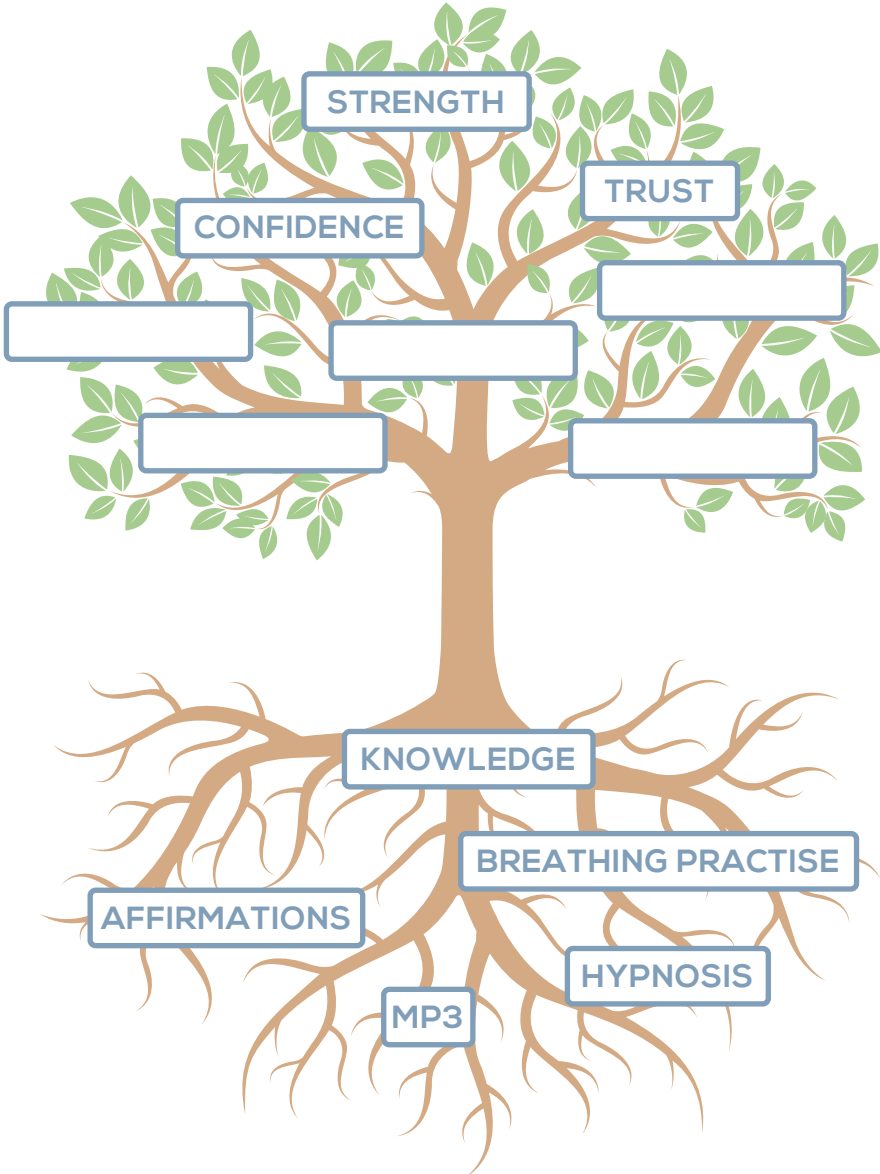 STRENGTH
TRUST
CONFIDENCE
KNOWLEDGE
BREATHING PRACTISE
AFFIRMATIONS
HYPNOSIS
MP3